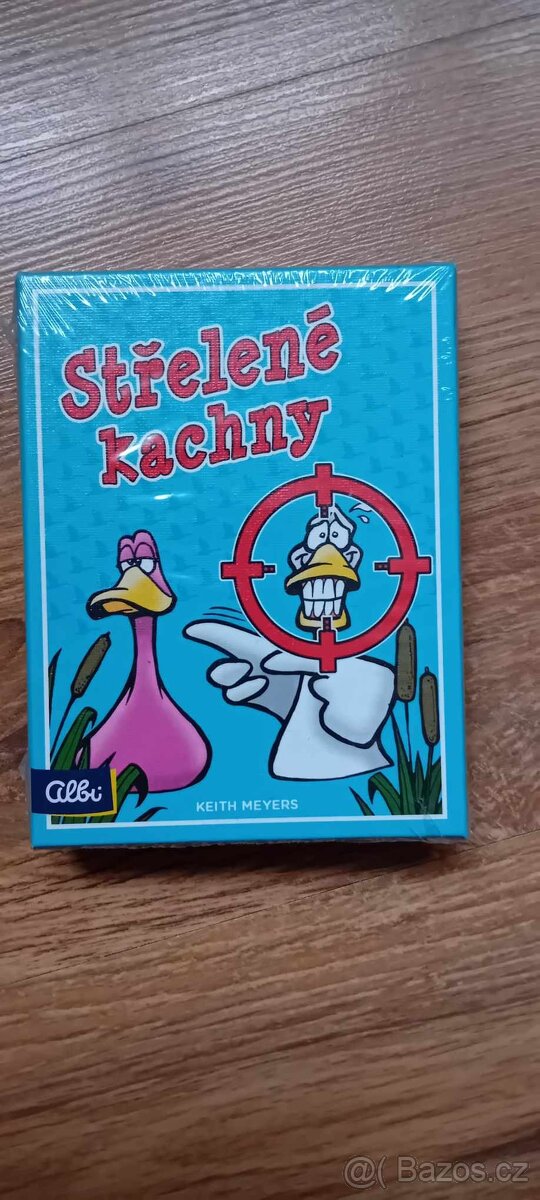 Střelené
kachny
albi
KEITH MEYERS
@ Bazos.cz